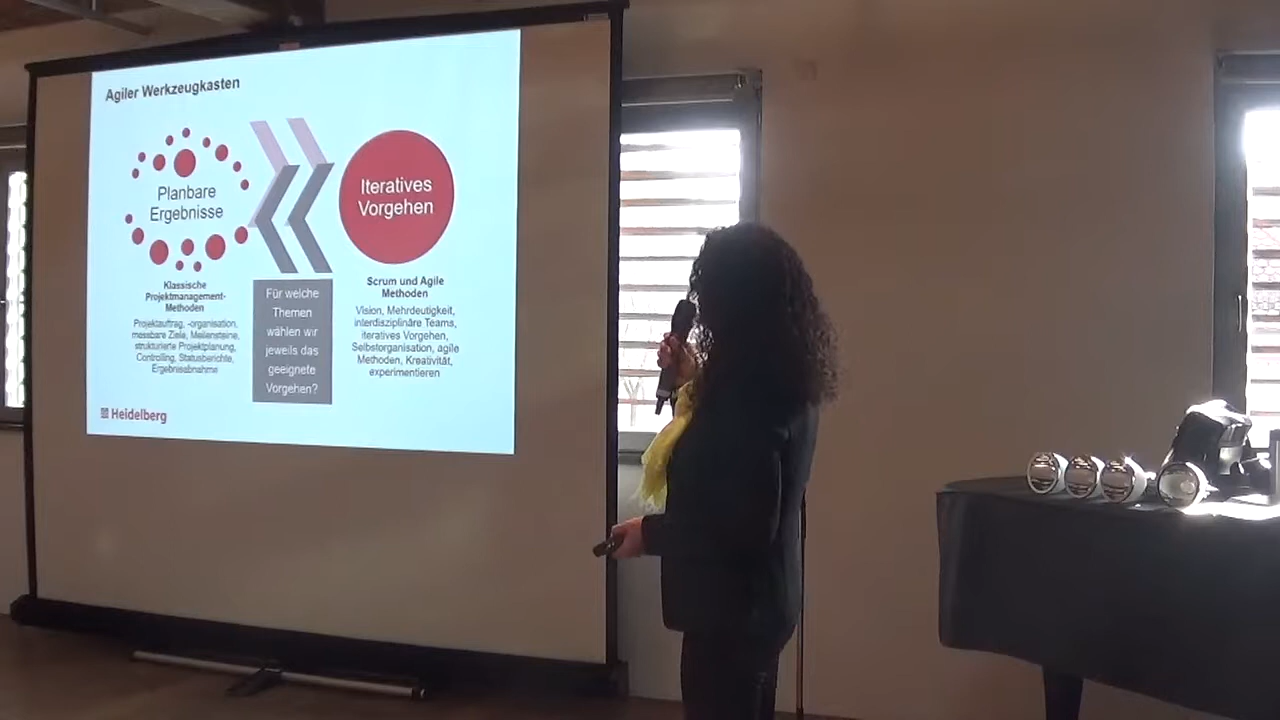 Agiler Werkzeugkasten
Planbare
Ergebnisse
Iteratives
Vorgehen
Klassische
Projektmanagement-
Methoden
Projektauftrag, -organisation,
messbare Ziele, Meilensteine,
strukturierte Projektplanung,
Controlling, Statusberichte,
Ergebnisabnahme
Für welche
Themen
wählen wir
jeweils das
geeignete
Vorgehen?
Scrum und Agile
Methoden
Vision, Mehrdeutigkeit,
interdisziplinäre Teams,
iteratives Vorgehen,
Selbstorganisation, agile
Methoden, Kreativität,
experimentieren
Heidelberg